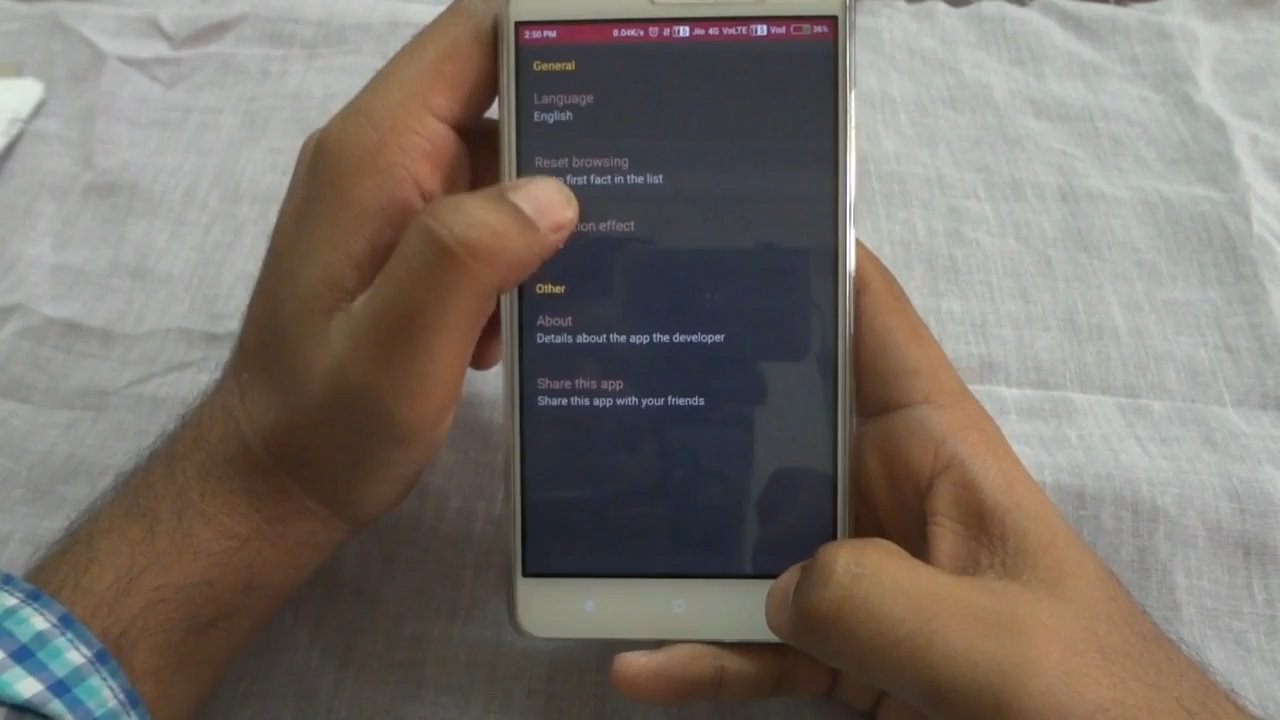 2:50 PM 0.04K/s Jio 4G VoLTE Vod 36%
General
Language
English
Reset browsing
first fact in the list
effect
Other
About
Details about the app the developer
Share this app
Share this app with your friends